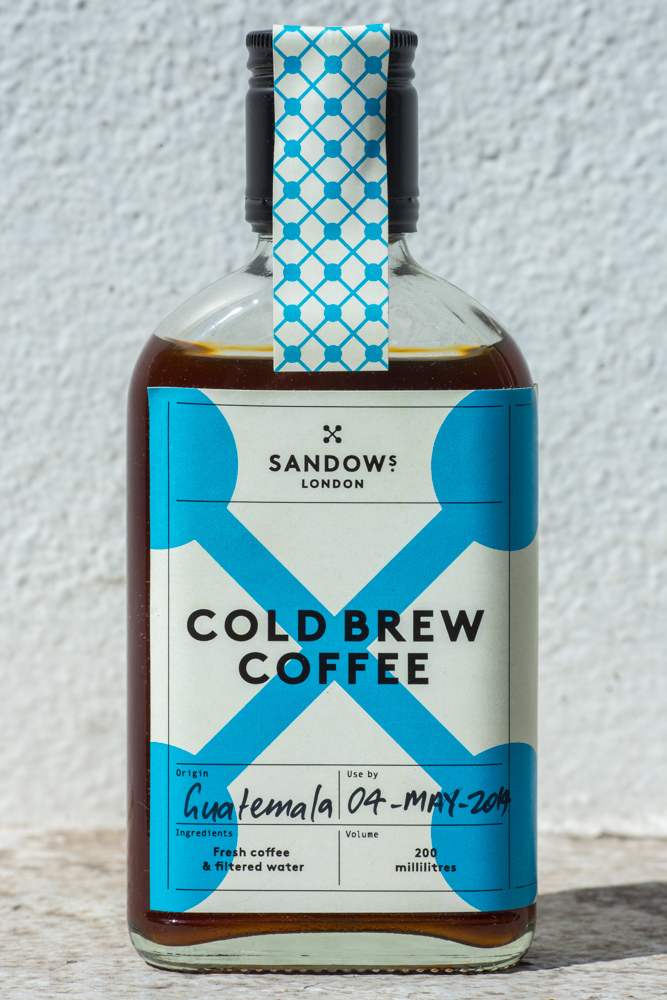 SANDOWS
LONDON
COLD BREW
COFFEE
Origin
Guatemala
Use by
04-MAY-2014
Ingredients
Fresh coffee
& filtered water
Volume
200
millilitres